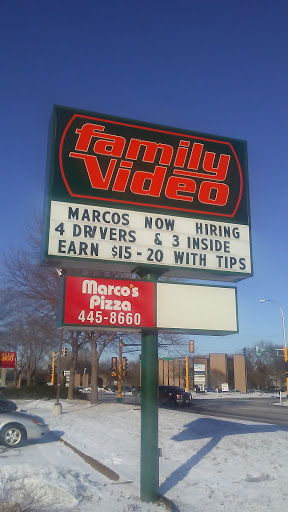 family
Video
MARCOS NOW HIRING
4 DRIVERS & 3 INSIDE
EARN $15-20 WITH TIPS
Marco's
Pizza
445-8660